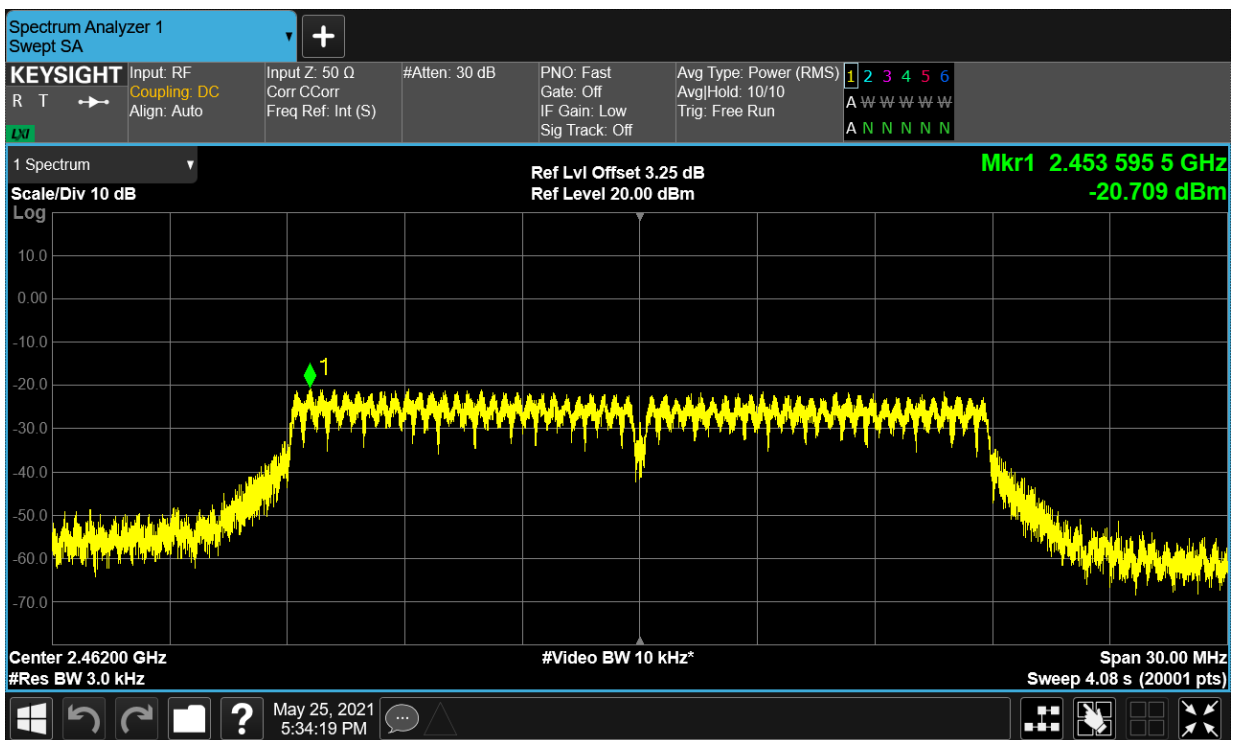 Spectrum Analyzer 1
Swept SA
KEYSIGHT
R T
LXI
Input: RF
Coupling: DC
Align: Auto
Input Z: 50 Ω
Corr CCorr
Freq Ref: Int (S)
#Atten: 30 dB
PNO: Fast
Gate: Off
IF Gain: Low
Sig Track: Off
Avg Type: Power (RMS)
Avg|Hold: 10/10
Trig: Free Run
1 2 3 4 5 6
A W W W W W
A N N N N N
1 Spectrum
Scale/Div 10 dB
Log
Ref Lvl Offset 3.25 dB
Ref Level 20.00 dBm
Mkr1 2.453 595 5 GHz
-20.709 dBm
10.0
0.00
-10.0
1
-20.0
-30.0
-40.0
-50.0
-60.0
-70.0
Center 2.46200 GHz
#Res BW 3.0 kHz
#Video BW 10 kHz*
Span 30.00 MHz
Sweep 4.08 s (20001 pts)
?
May 25, 2021
5:34:19 PM